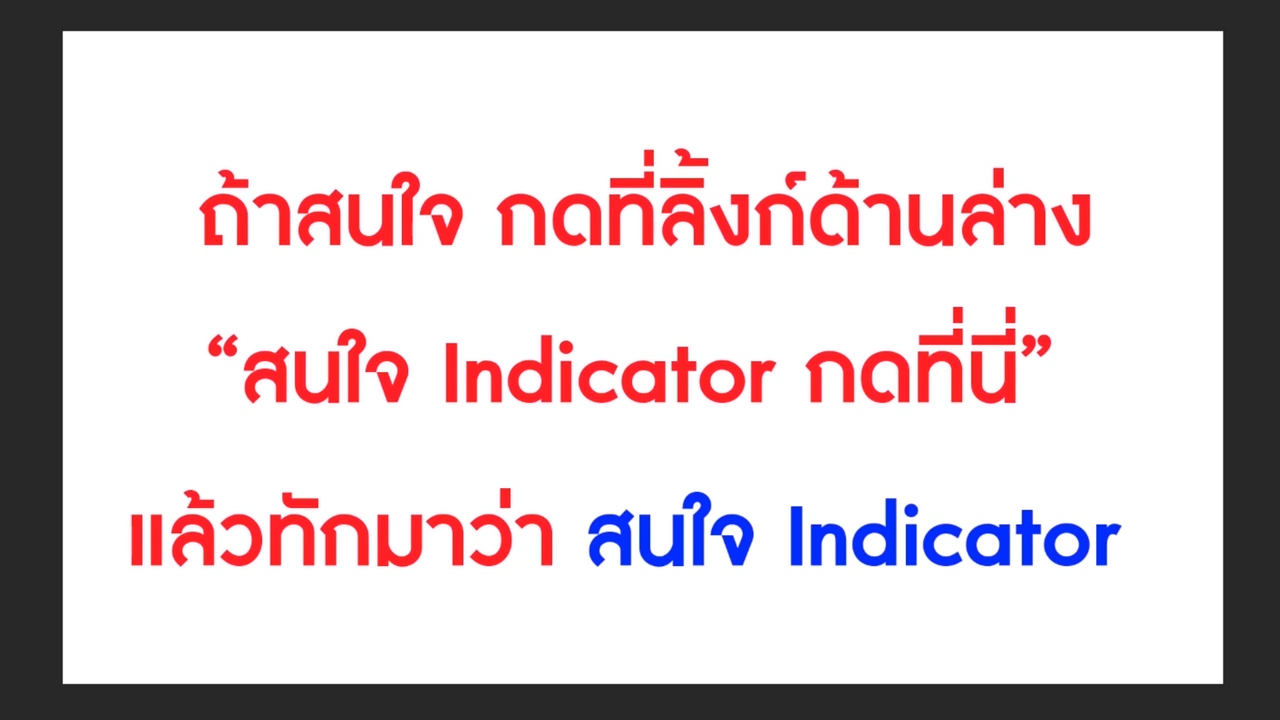 ถ้าสนใจ กดที่ลิ้งก์ด้านล่าง
“สนใจ Indicator กดที่นี่”
แล้วทักมาว่า สนใจ Indicator